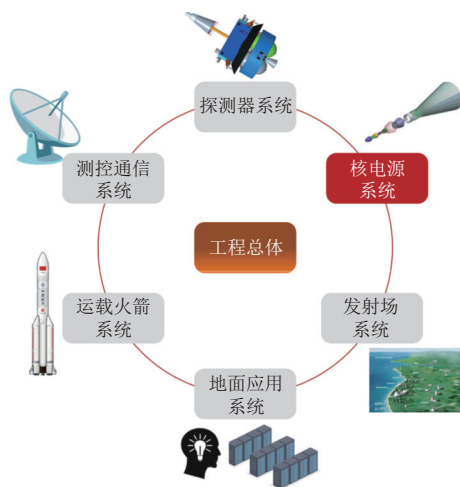 探测器系统
测控通信
系统
核电源
系统
工程总体
运载火箭
系统
发射场
系统
地面应用
系统